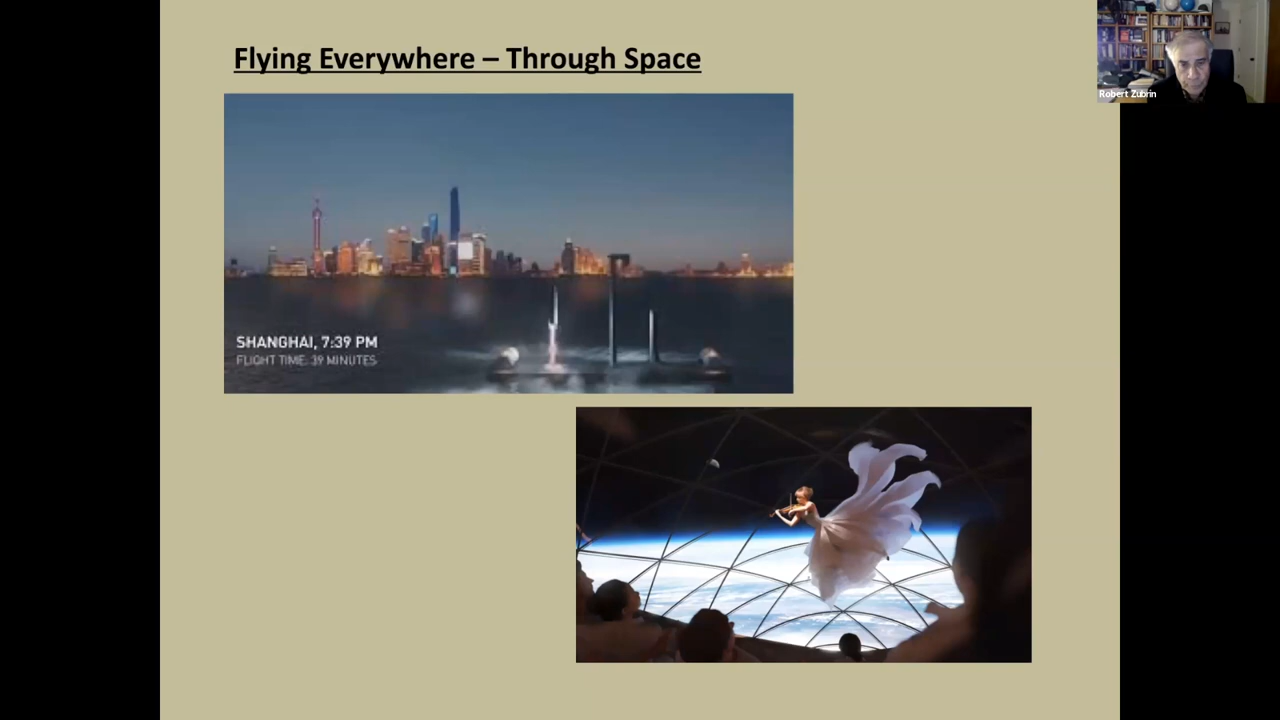 Flying Everywhere – Through Space
Robert Zubrin
SHANGHAI, 7:39 PM
FLIGHT TIME: 39 MINUTES